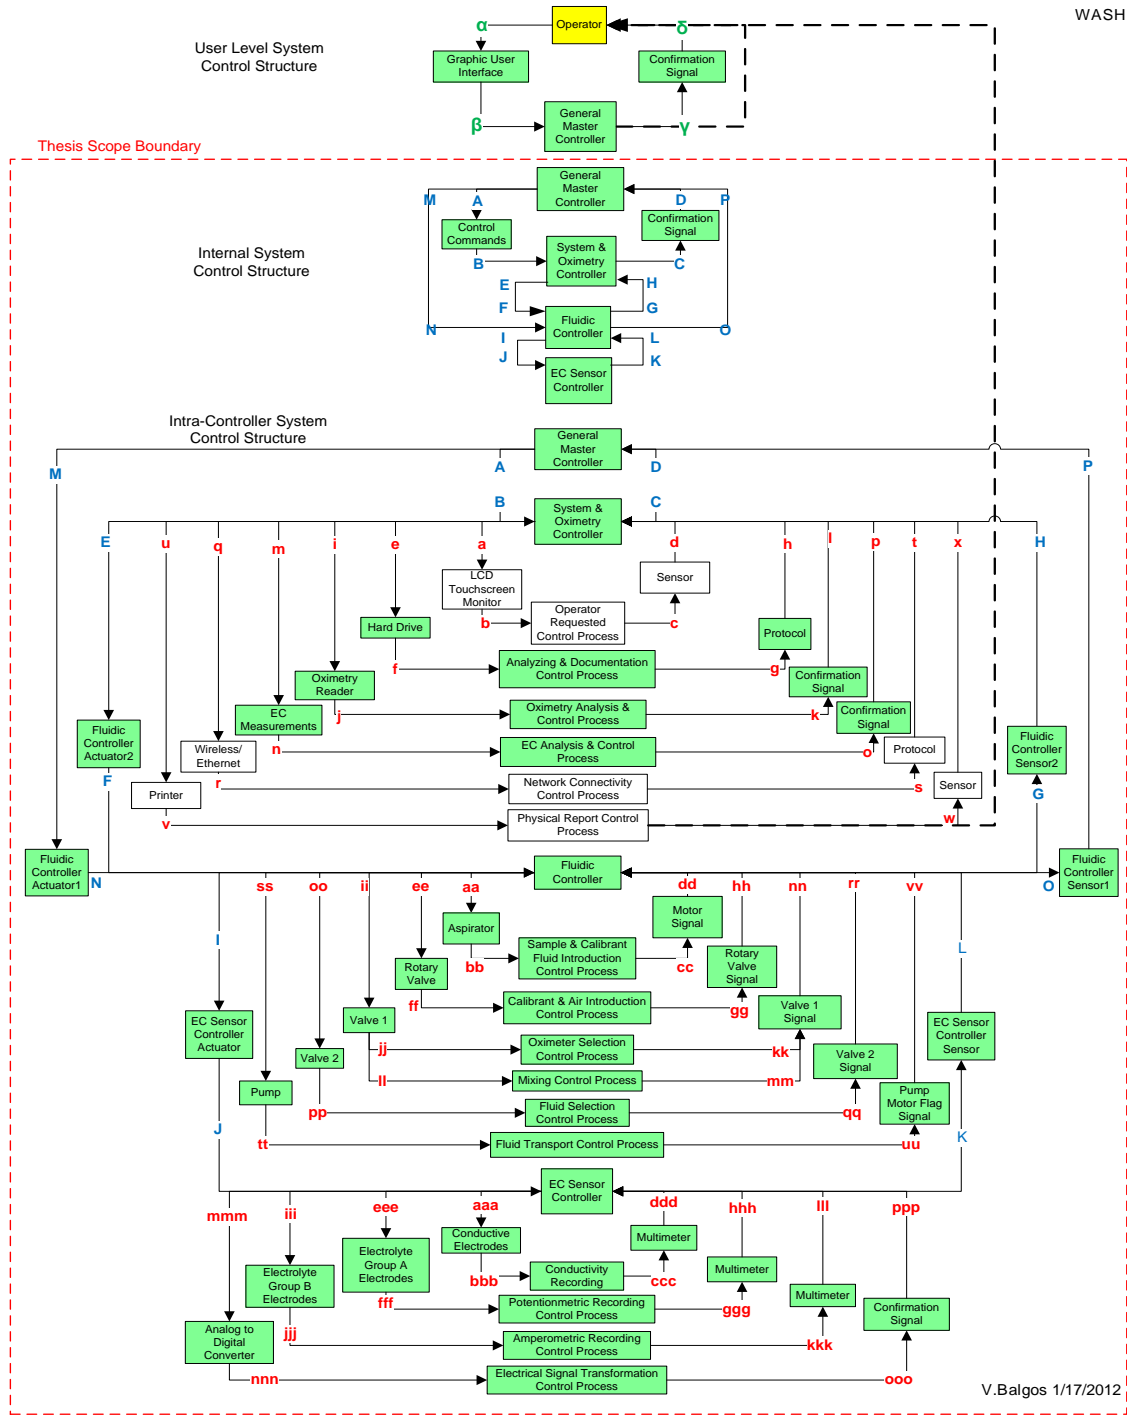 WASH
User Level System
Control Structure
α
Operator
δ
Graphic User
Interface
Confirmation
Signal
β
General
Master
Controller
γ
Thesis Scope Boundary
Internal System
Control Structure
General
Master
Controller
M
A
D
P
Control
Commands
Confirmation
Signal
B
System &
Oximetry
Controller
C
E
H
F
G
Fluidic
Controller
N
O
I
L
J
K
EC Sensor
Controller
Intra-Controller System
Control Structure
General
Master
Controller
M
A
D
P
B
C
System &
Oximetry
Controller
E
u
q
m
i
e
a
d
h
l
p
t
x
H
LCD
Touchscreen
Monitor
Sensor
b
Operator
Requested
Control Process
c
Hard Drive
Protocol
f
Analyzing & Documentation
Control Process
g
Oximetry
Reader
Confirmation
Signal
j
Oximetry Analysis &
Control Process
k
EC
Measurements
Confirmation
Signal
n
EC Analysis & Control
Process
o
Fluidic
Controller
Actuator2
Wireless/
Ethernet
Protocol
Fluidic
Controller
Sensor2
F
r
Network Connectivity
Control Process
s
G
Printer
Sensor
v
Physical Report Control
Process
w
Fluidic
Controller
Actuator1
N
Fluidic
Controller
O
Fluidic
Controller
Sensor1
ss
oo
ii
ee
aa
dd
hh
nn
rr
vv
Aspirator
Motor
Signal
I
L
bb
Sample & Calibrant
Fluid Introduction
Control Process
cc
Rotary
Valve
Rotary
Valve
Signal
ff
Calibrant & Air Introduction
Control Process
gg
Valve 1
Valve 1
Signal
EC Sensor
Controller
Actuator
EC Sensor
Controller
Sensor
jj
Oximeter Selection
Control Process
kk
Valve 2
Valve 2
Signal
ll
Mixing Control Process
mm
Pump
Pump
Motor Flag
Signal
pp
Fluid Selection
Control Process
qq
J
K
tt
Fluid Transport Control Process
uu
EC Sensor
Controller
mmm
iii
eee
aaa
ddd
hhh
lll
ppp
Conductive
Electrodes
Multimeter
Electrolyte
Group A
Electrodes
bbb
Conductivity
Recording
ccc
Multimeter
Electrolyte
Group B
Electrodes
Multimeter
fff
Potentionmetric Recording
Control Process
ggg
Confirmation
Signal
Analog to
Digital
Converter
jjj
Amperometric Recording
Control Process
kkk
nnn
Electrical Signal Transformation
Control Process
ooo
V.Balgos 1/17/2012